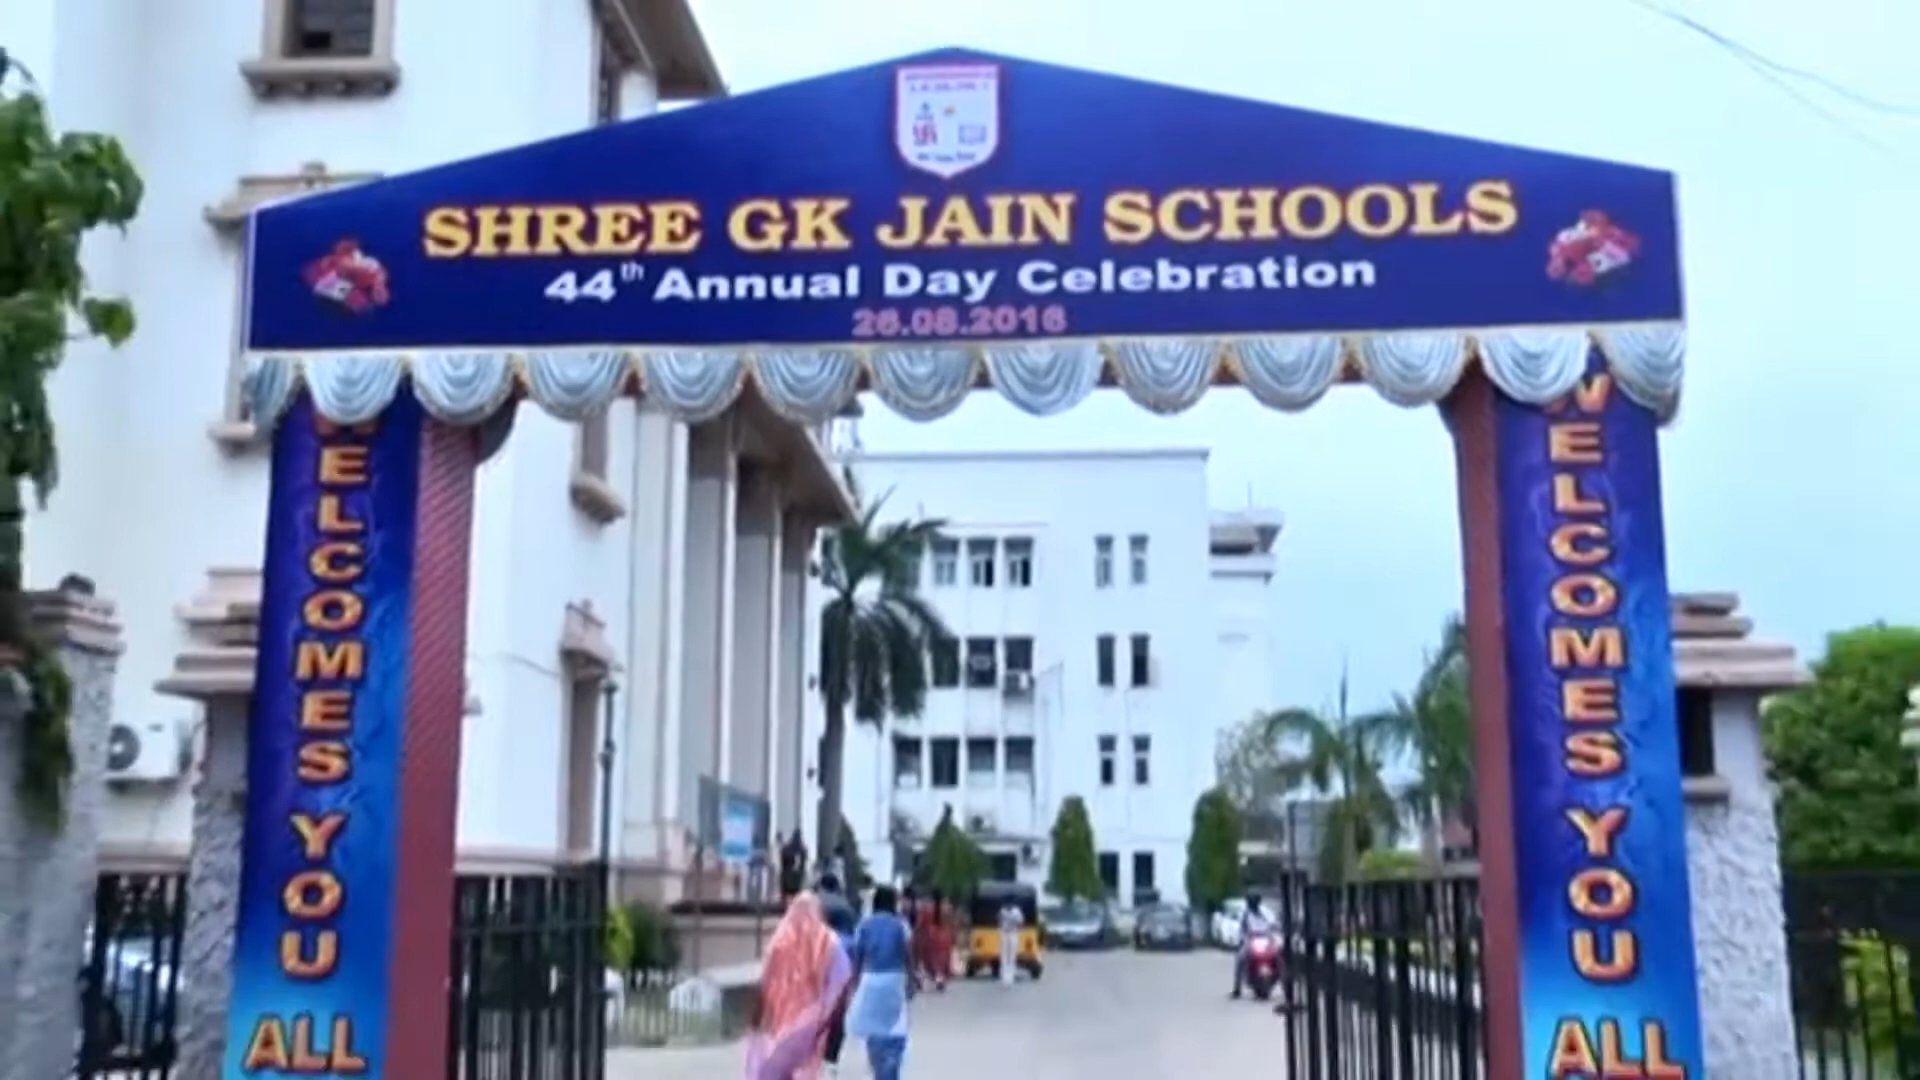 SHREE GK JAIN SCHOOLS
44th Annual Day Celebration
26.08.2016
WELCOMES YOU ALL
WELCOMES YOU ALL